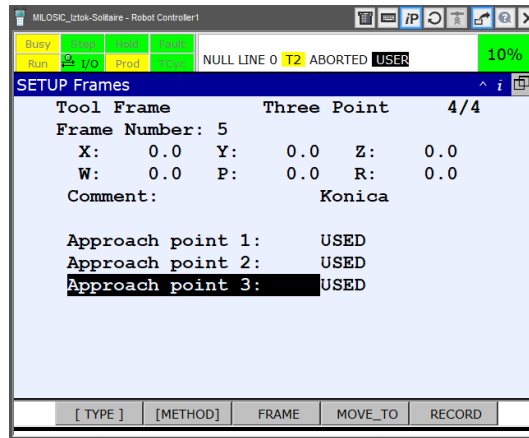 MILOSIC_Iztok-Solitaire - Robot Controller1
Busy Stop Hold Fault
Run I/O Prod TCyc
NULL LINE 0 T2 ABORTED USER
10%
SETUP Frames
Tool Frame Three Point 4/4
Frame Number: 5
X: 0.0 Y: 0.0 Z: 0.0
W: 0.0 P: 0.0 R: 0.0
Comment: Konica
Approach point 1: USED
Approach point 2: USED
Approach point 3: USED
[ TYPE ] [METHOD] FRAME MOVE_TO RECORD